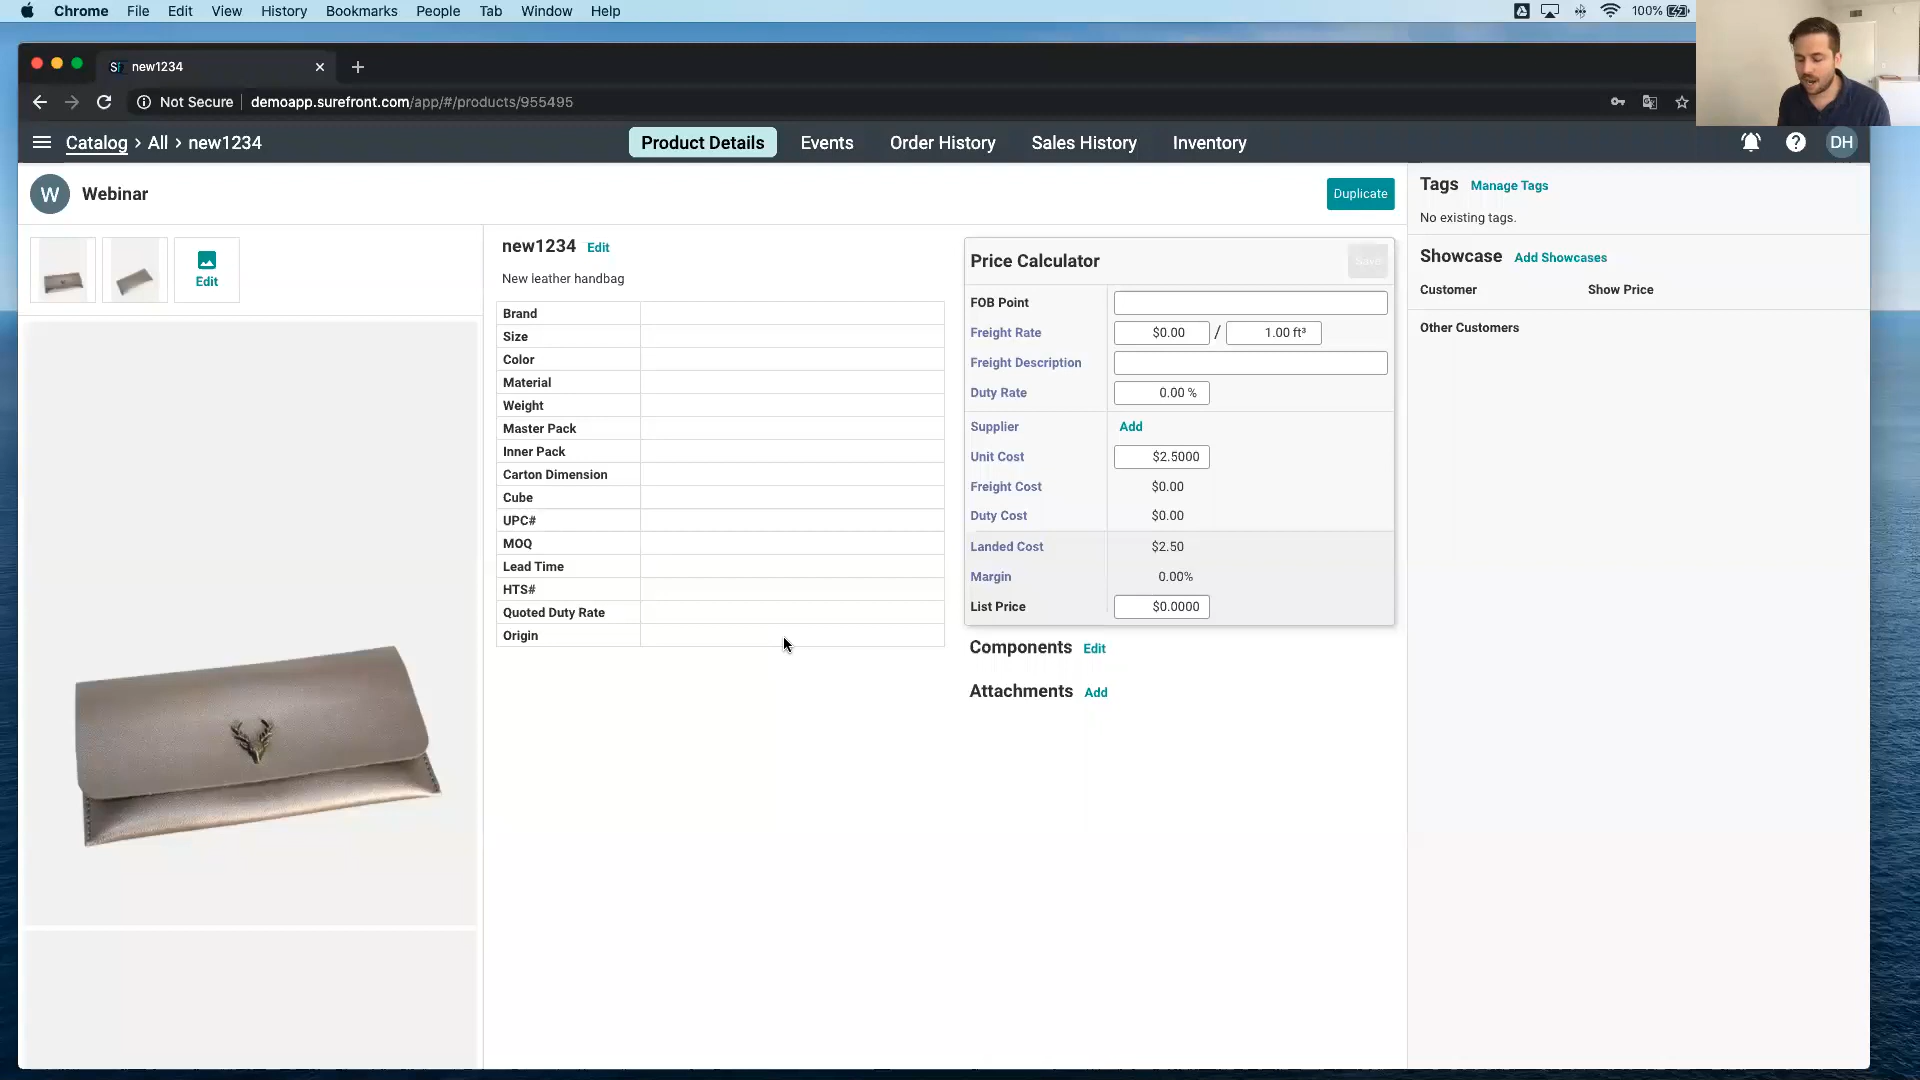 Chrome File Edit View History Bookmarks People Tab Window Help
100%
new1234
Not Secure demoapp.surefront.com/app/#/products/955495
Catalog > All > new1234
Product Details Events Order History Sales History Inventory
DH
W Webinar
Duplicate
Edit
new1234 Edit
New leather handbag
Brand
Size
Color
Material
Weight
Master Pack
Inner Pack
Carton Dimension
Cube
UPC#
MOQ
Lead Time
HTS#
Quoted Duty Rate
Origin
Price Calculator Save
FOB Point
Freight Rate $0.00 / 1.00 ft³
Freight Description
Duty Rate 0.00 %
Supplier Add
Unit Cost $2.5000
Freight Cost $0.00
Duty Cost $0.00
Landed Cost $2.50
Margin 0.00%
List Price $0.0000
Components Edit
Attachments Add
Tags Manage Tags
No existing tags.
Showcase Add Showcases
Customer Show Price
Other Customers